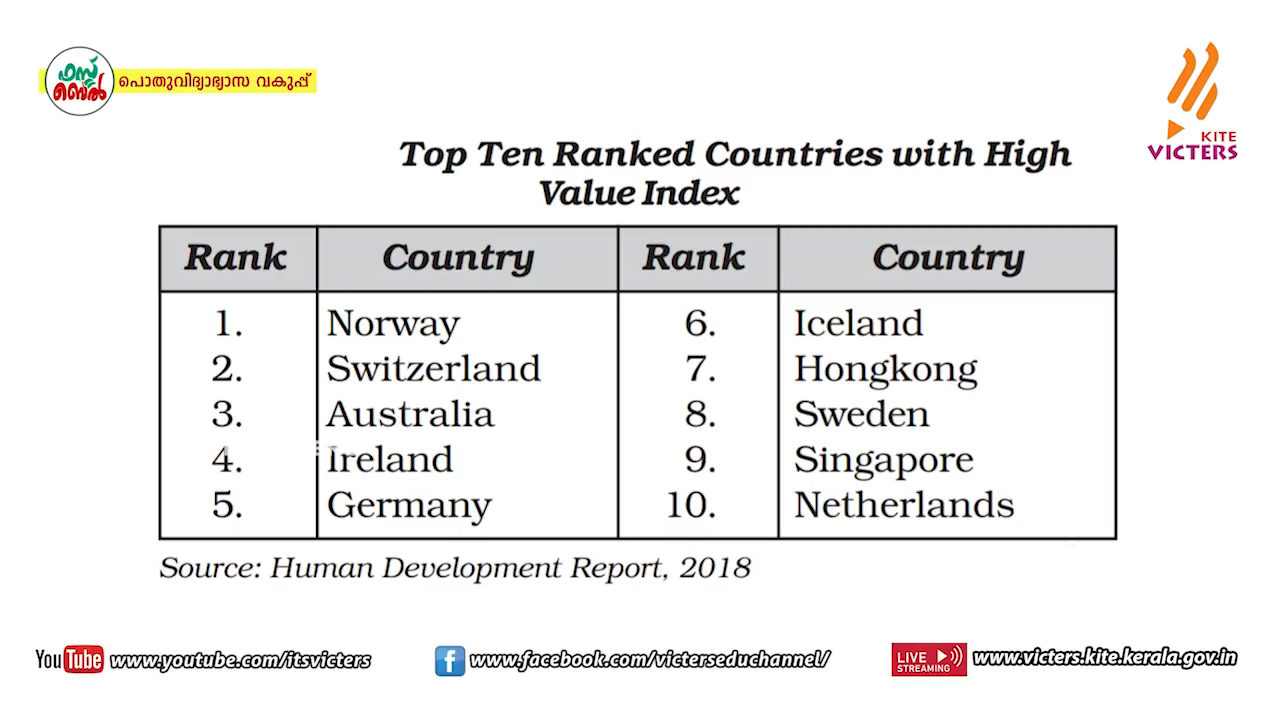 ഫസ്റ്റ്
ബെൽ
പൊതുവിദ്യാഭ്യാസ വകുപ്പ്
KITE
VICTERS
Top Ten Ranked Countries with High
Value Index
Rank Country Rank Country
1. Norway 6. Iceland
2. Switzerland 7. Hongkong
3. Australia 8. Sweden
4. Ireland 9. Singapore
5. Germany 10. Netherlands
Source: Human Development Report, 2018
YouTube www.youtube.com/itsvicters
f www.facebook.com/victerseduchannel/
LIVE
STREAMING
www.victers.kite.kerala.gov.in